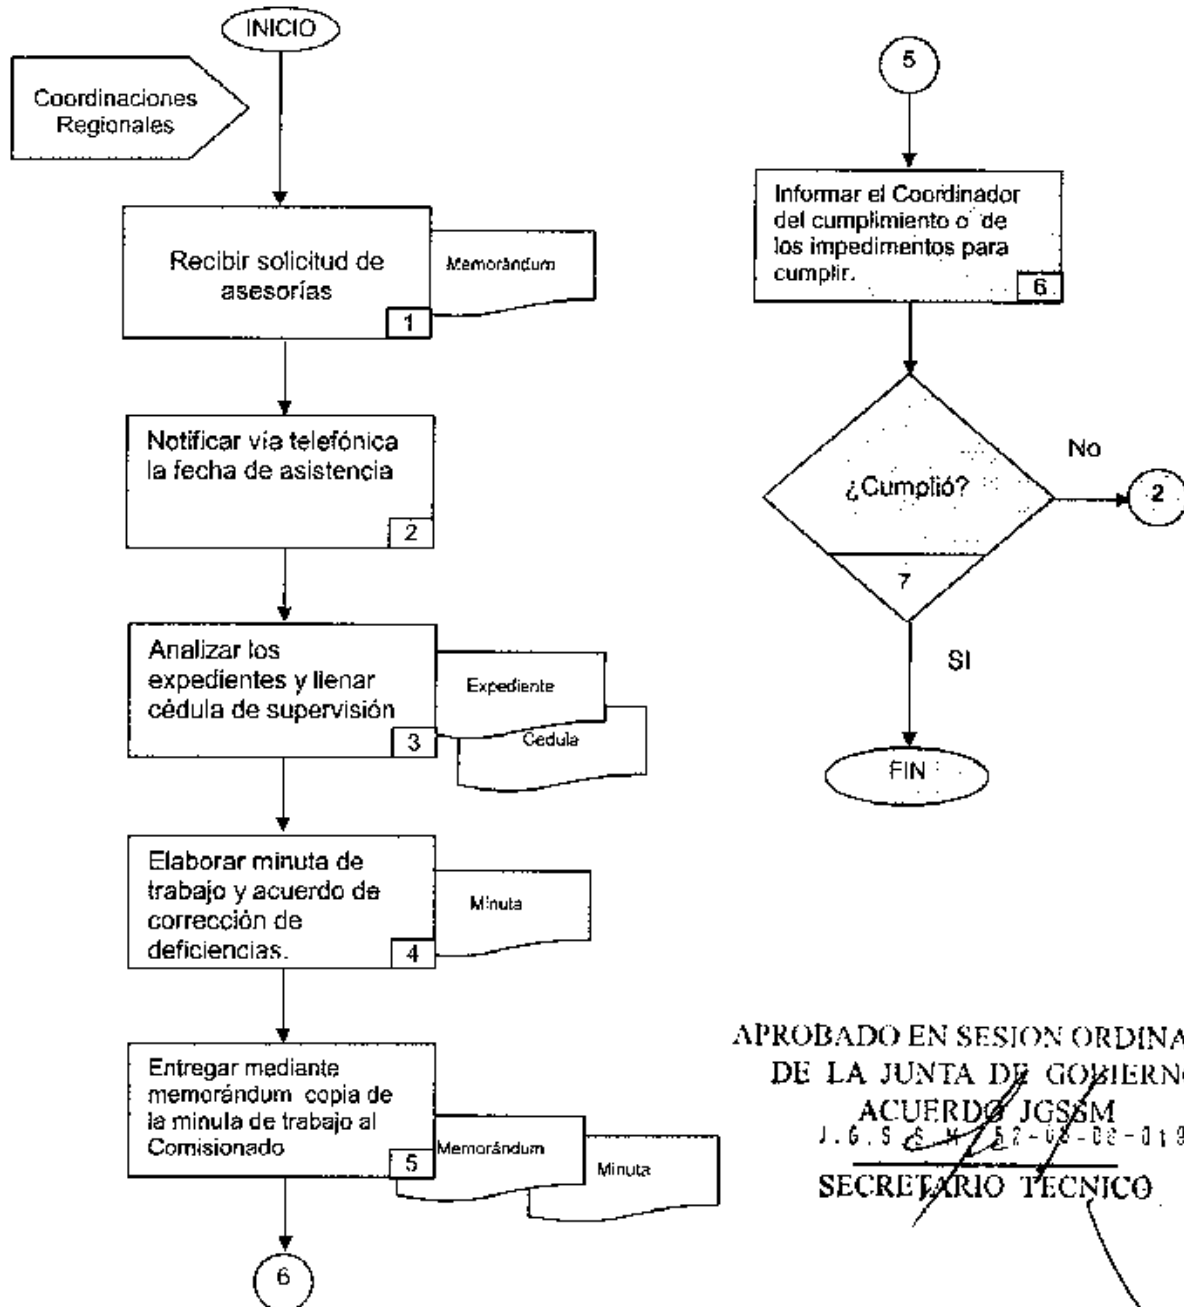 INICIO
Coordinaciones
Regionales
Recibir solicitud de
asesorías
1
Memorándum
Notificar vía telefónica
la fecha de asistencia
2
Analizar los
expedientes y llenar
cédula de supervisión
3
Expediente
Cedula
Elaborar minuta de
trabajo y acuerdo de
corrección de
deficiencias.
4
Minuta
Entregar mediante
memorándum copia de
la minuta de trabajo al
Comisionado
5
Memorándum
Minuta
6
5
Informar el Coordinador
del cumplimiento o de
los impedimentos para
cumplir.
6
¿Cumplió?
7
No
2
SI
FIN
APROBADO EN SESION ORDINA
DE LA JUNTA DE GOBIERNO
ACUERDO JGSSM
J.G.S.S.M.
SECRETARIO TECNICO